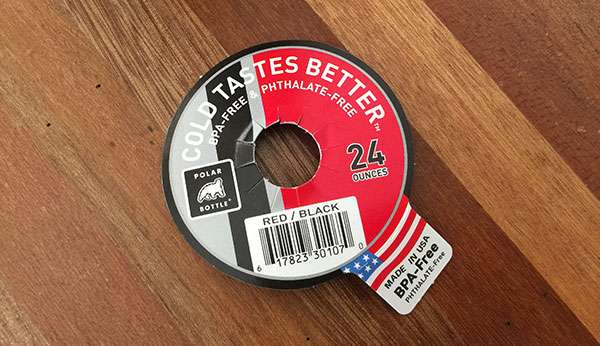 COLD TASTES BETTER™
BPA-FREE & PHTHALATE-FREE
24
OUNCES
POLAR
BOTTLE®
RED / BLACK
6 17823 30107 0
MADE IN USA
BPA-Free
PHTHALATE-Free